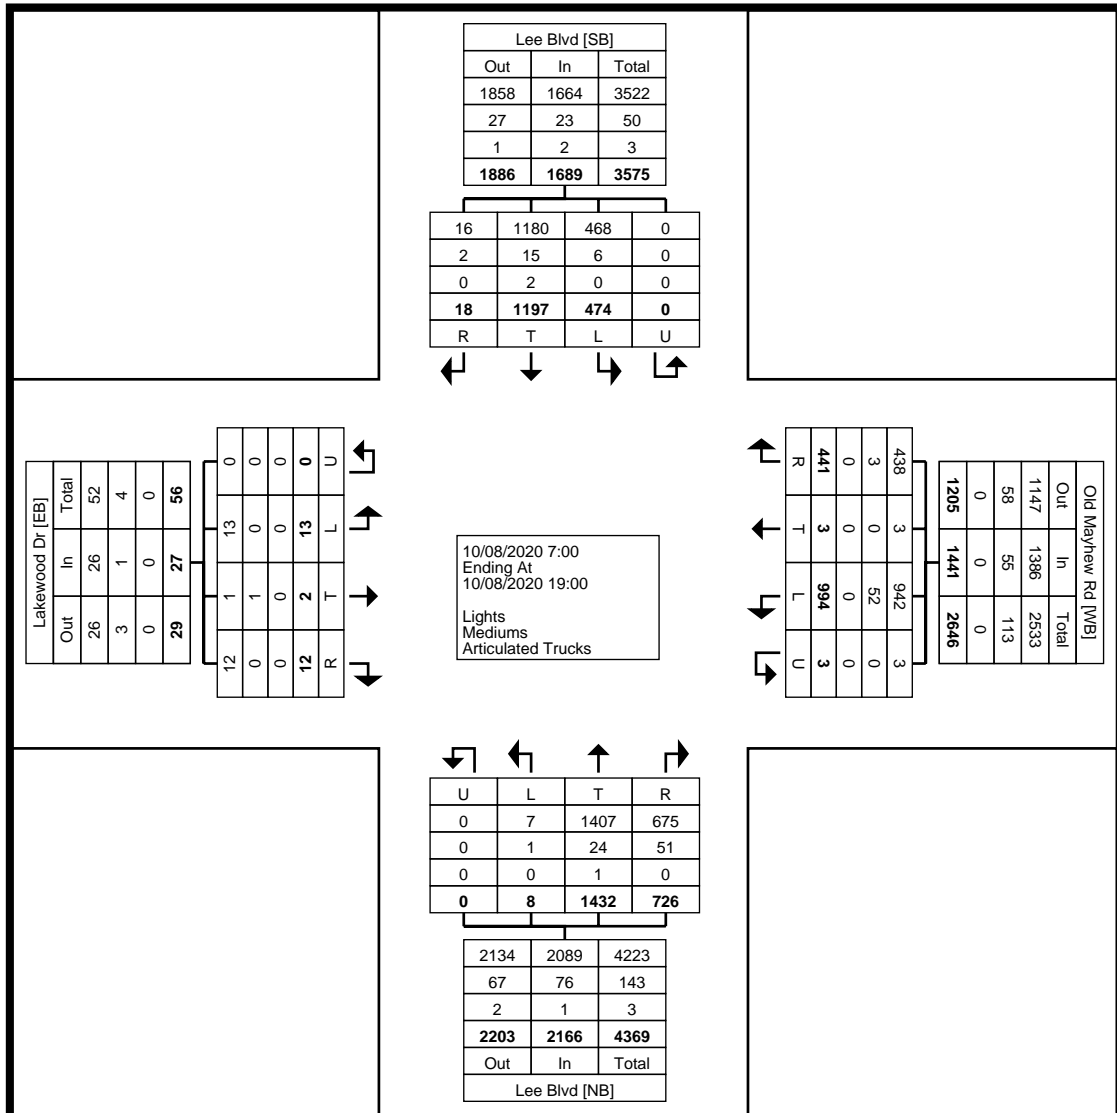 Lee Blvd [SB]
Out In Total
1858 1664 3522
27 23 50
1 2 3
1886 1689 3575
16 1180 468 0
2 15 6 0
0 2 0 0
18 1197 474 0
R T L U
Lakewood Dr [EB]
Total In Out
52 26 26
4 1 3
0 0 0
56 27 29
0 13 1 12
0 0 1 0
0 0 0 0
0 13 2 12
U L T R
10/08/2020 7:00
Ending At
10/08/2020 19:00
Lights
Mediums
Articulated Trucks
R T L U
441 3 994 3
0 0 0 0
3 0 52 0
438 3 942 3
Old Mayhew Rd [WB]
Out In Total
1147 1386 2533
58 55 113
0 0 0
1205 1441 2646
U L T R
0 7 1407 675
0 1 24 51
0 0 1 0
0 8 1432 726
2134 2089 4223
67 76 143
2 1 3
2203 2166 4369
Out In Total
Lee Blvd [NB]